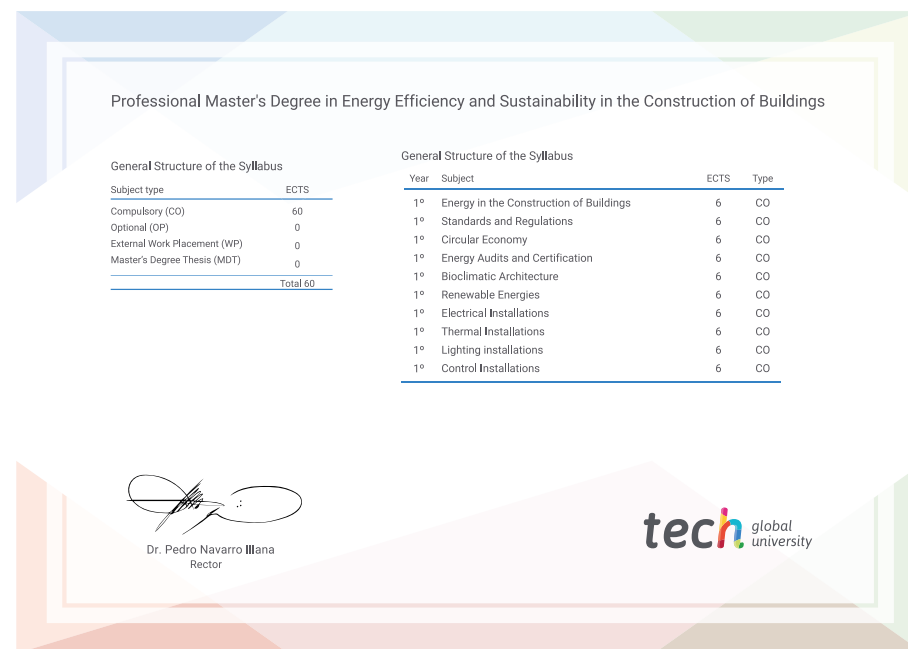 Professional Master's Degree in Energy Efficiency and Sustainability in the Construction of Buildings
General Structure of the Syllabus
Subject type ECTS
Compulsory (CO) 60
Optional (OP) 0
External Work Placement (WP) 0
Master's Degree Thesis (MDT) 0
Total 60
General Structure of the Syllabus
Year Subject ECTS Type
1º Energy in the Construction of Buildings 6 CO
1º Standards and Regulations 6 CO
1º Circular Economy 6 CO
1º Energy Audits and Certification 6 CO
1º Bioclimatic Architecture 6 CO
1º Renewable Energies 6 CO
1º Electrical Installations 6 CO
1º Thermal Installations 6 CO
1º Lighting installations 6 CO
1º Control Installations 6 CO
Dr. Pedro Navarro Illana
Rector
tech global
university